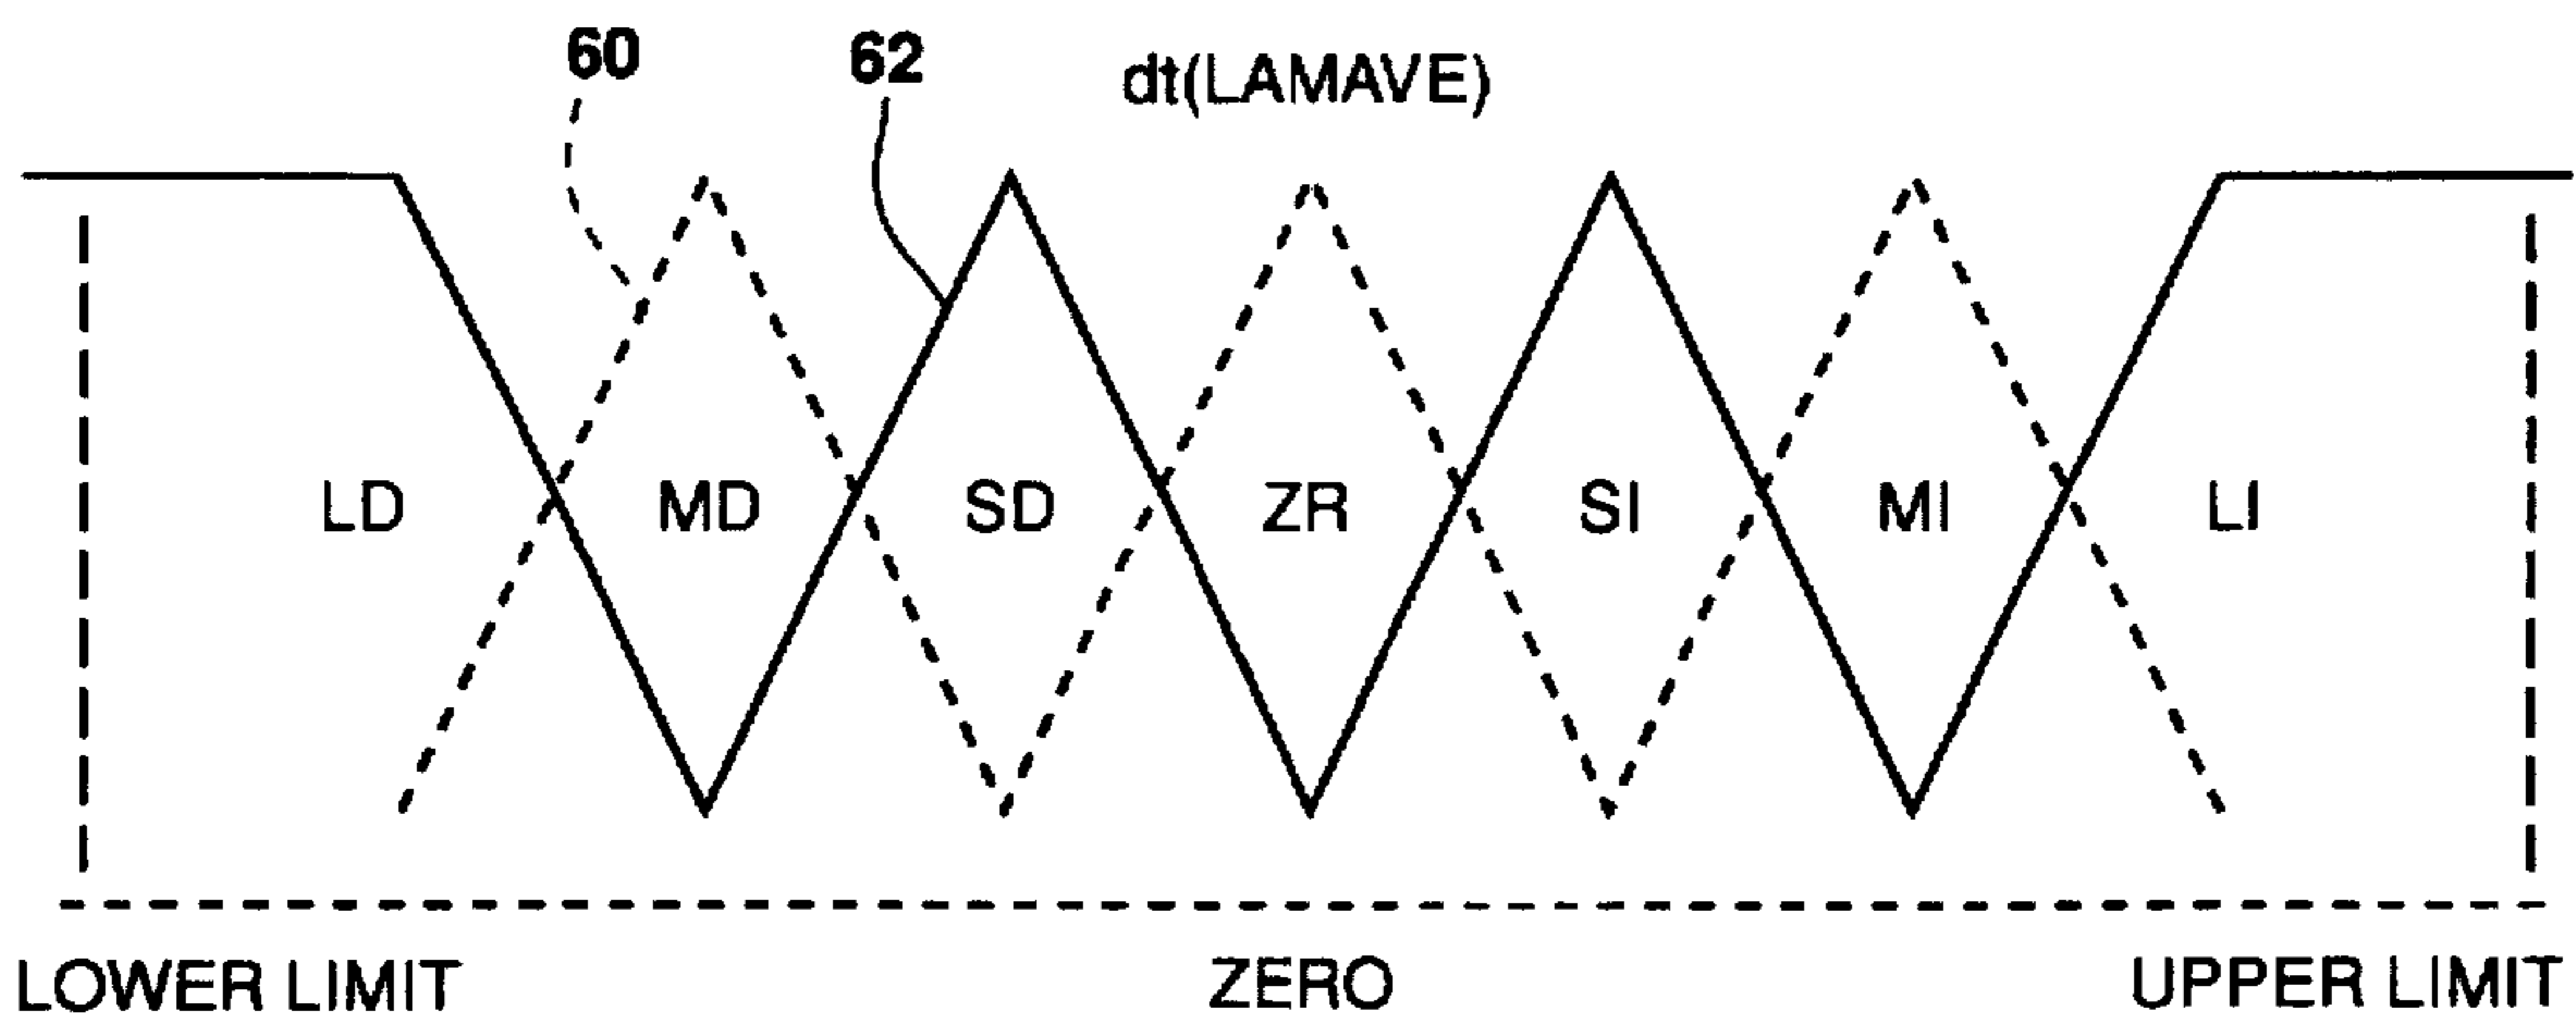 60
62
dt(LAMAVE)
LD MD SD ZR SI MI LI
LOWER LIMIT ZERO UPPER LIMIT